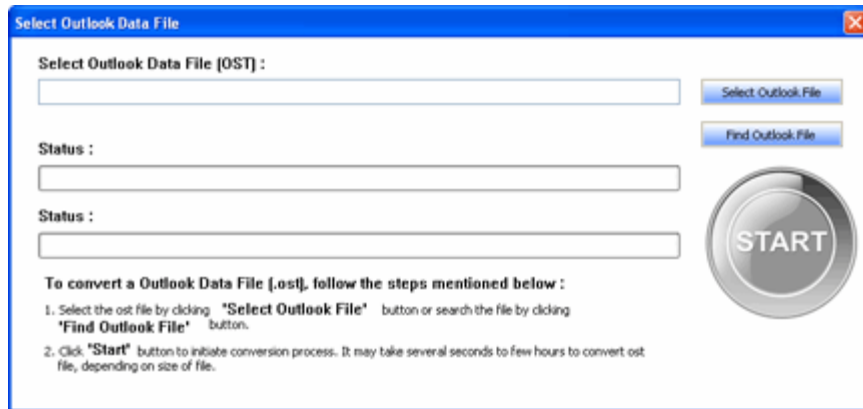 Select Outlook Data File
Select Outlook Data File (OST) :
Select Outlook File
Find Outlook File
Status :
Status :
START
To convert a Outlook Data File (.ost), follow the steps mentioned below :
1. Select the ost file by clicking "Select Outlook File" button or search the file by clicking
"Find Outlook File" button.
2. Click "Start" button to initiate conversion process. It may take several seconds to few hours to convert ost
file, depending on size of file.